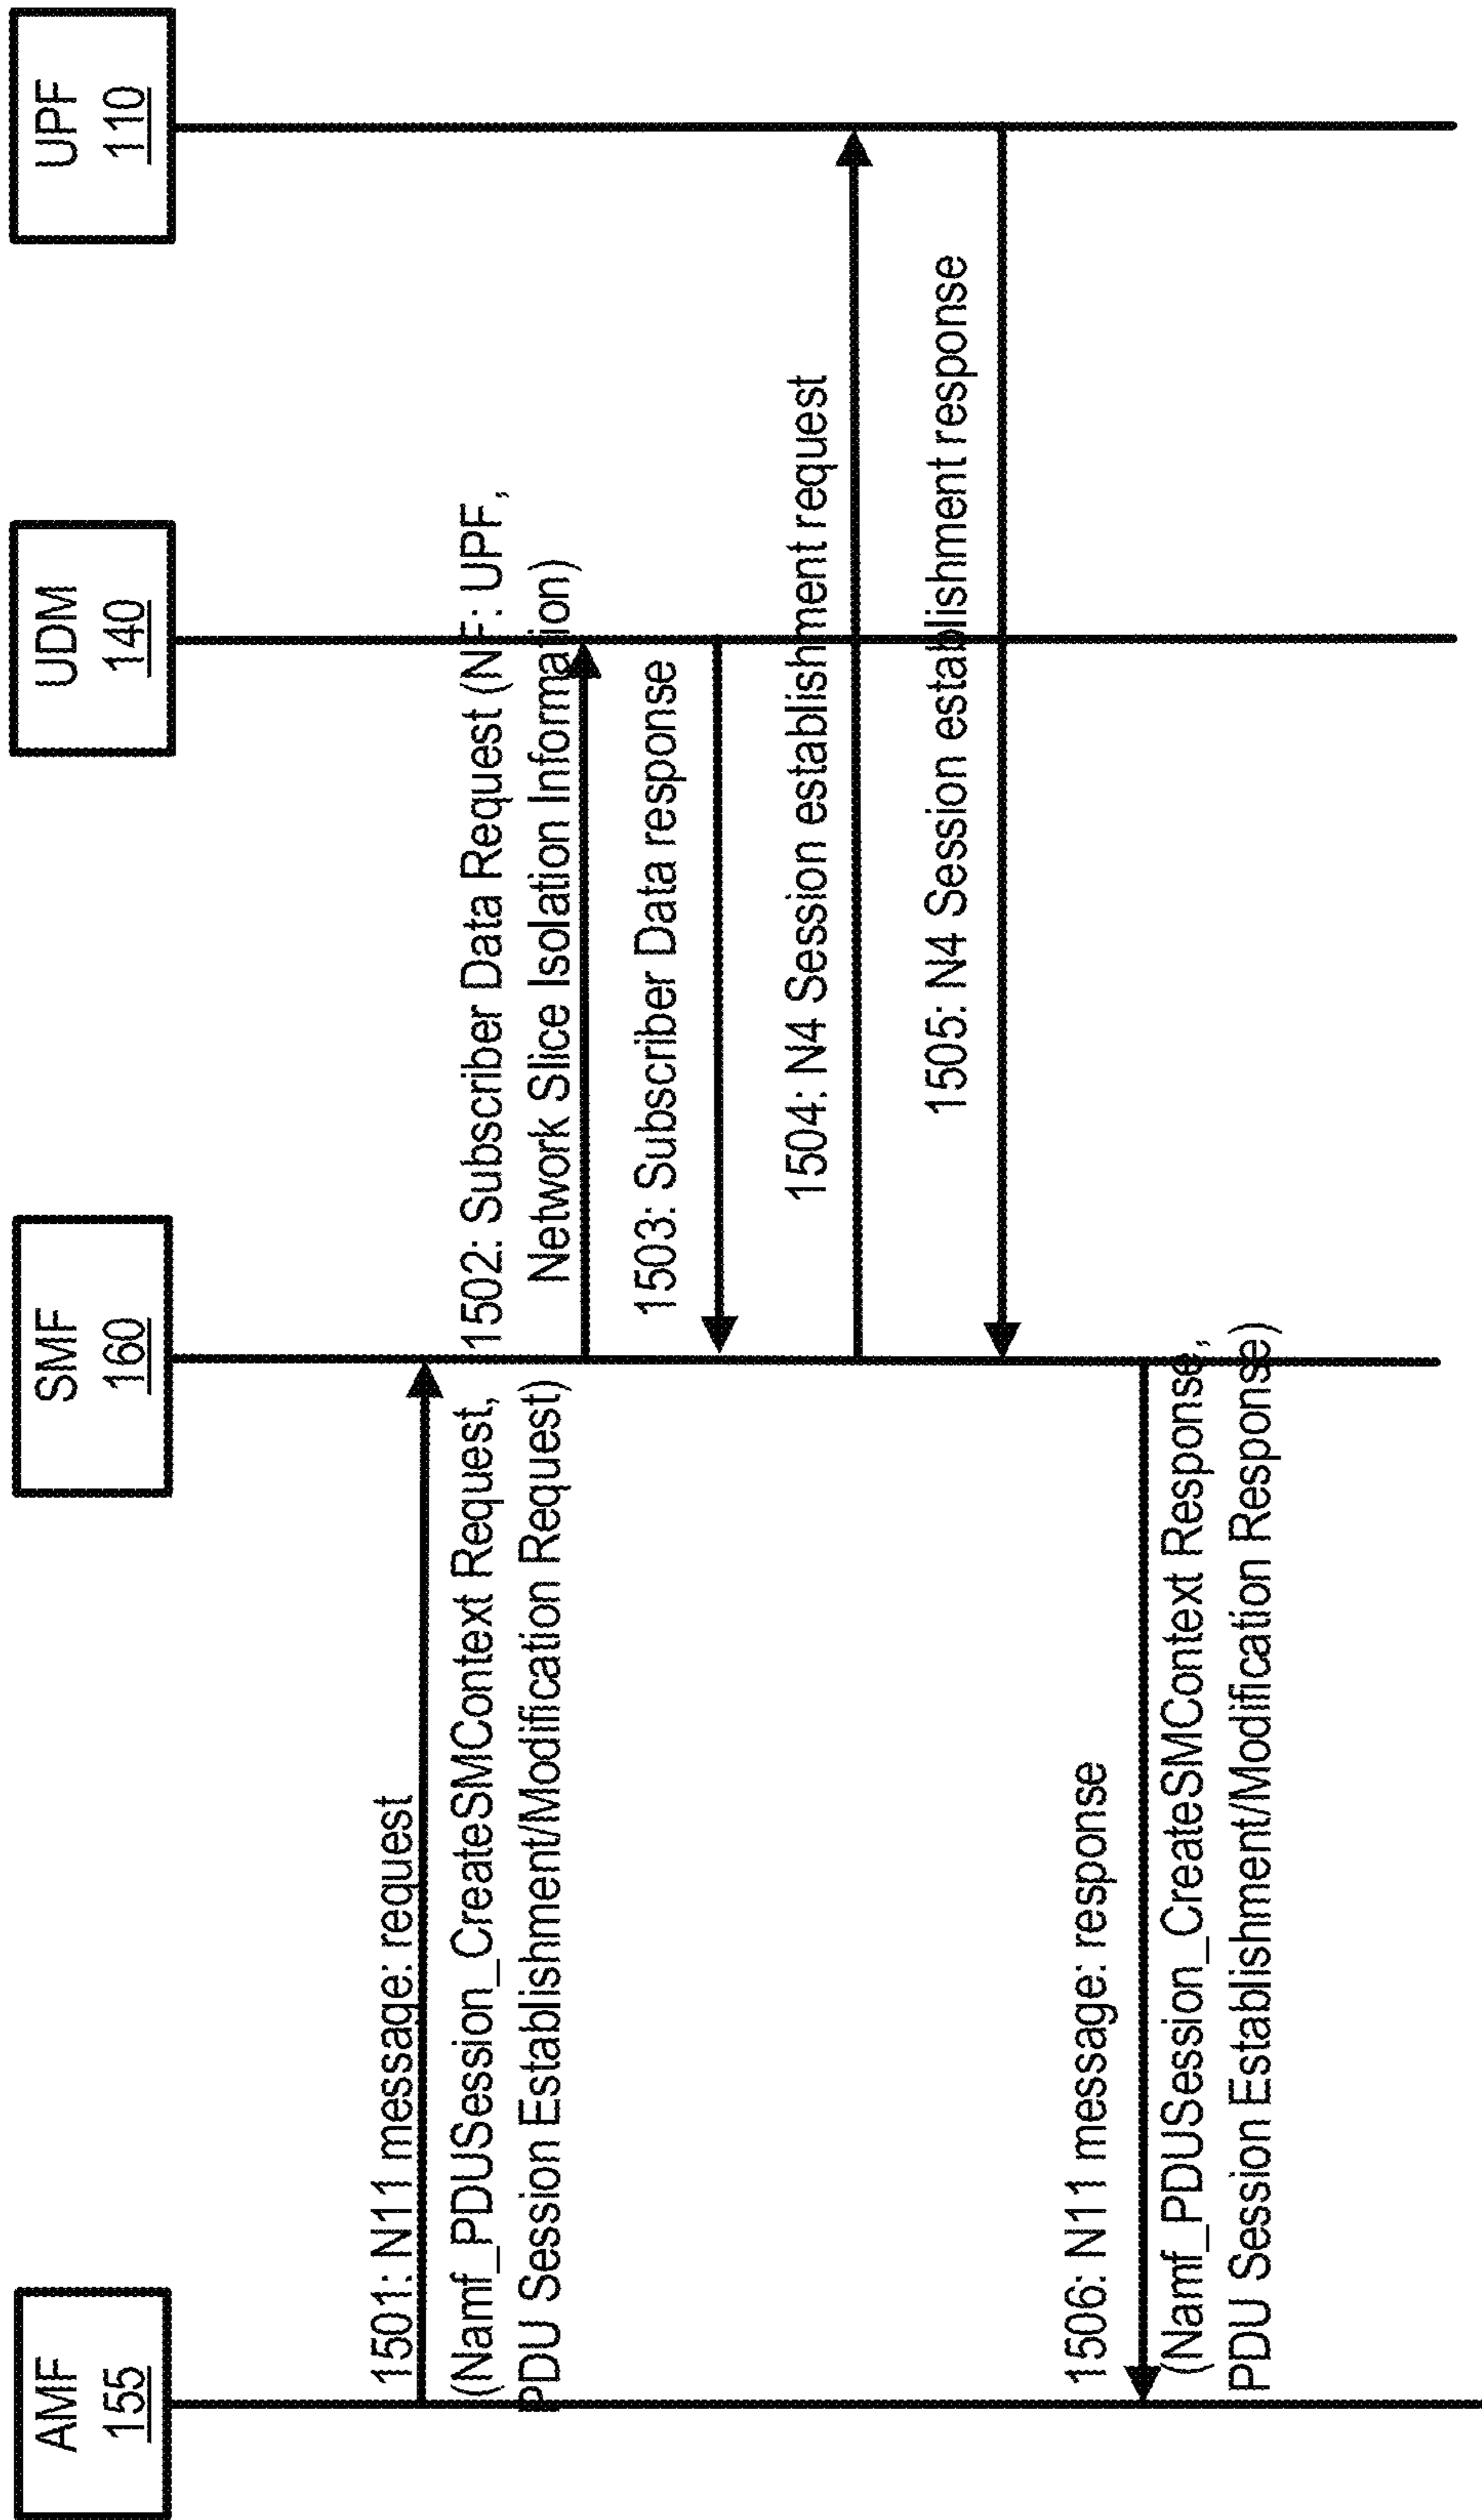 AMF
155
SMF
160
UDM
140
UPF
110
1501: N11 message: request
(Namf_PDUSession_CreateSMContext Request,
PDU Session Establishment/Modification Request)
1502: Subscriber Data Request (NF: UPF,
Network Slice Isolation Information)
1503: Subscriber Data response
1504: N4 Session establishment request
1505: N4 Session establishment response
1506: N11 message: response
(Namf_PDUSession_CreateSMContext Response,
PDU Session Establishment/Modification Response)